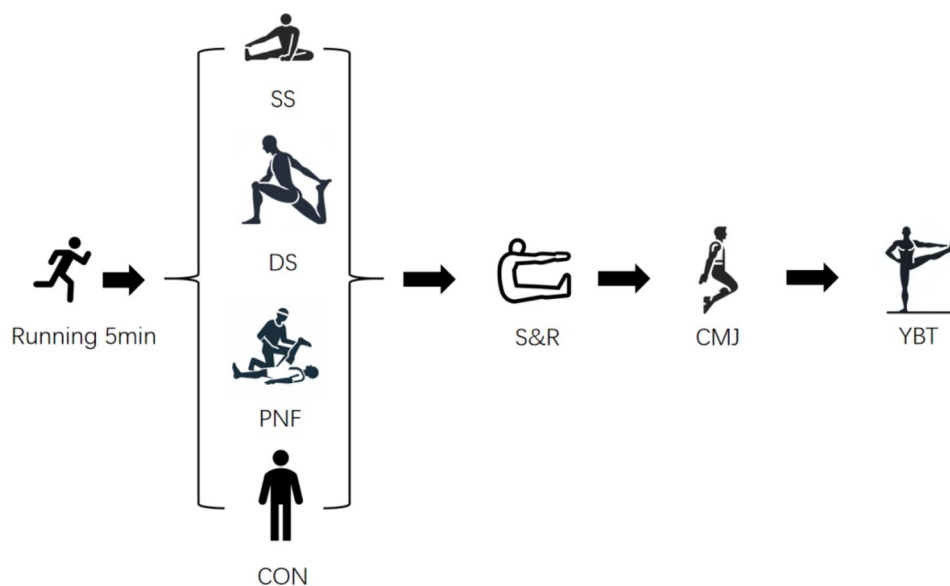 Running 5min
SS
DS
PNF
CON
S&R
CMJ
YBT